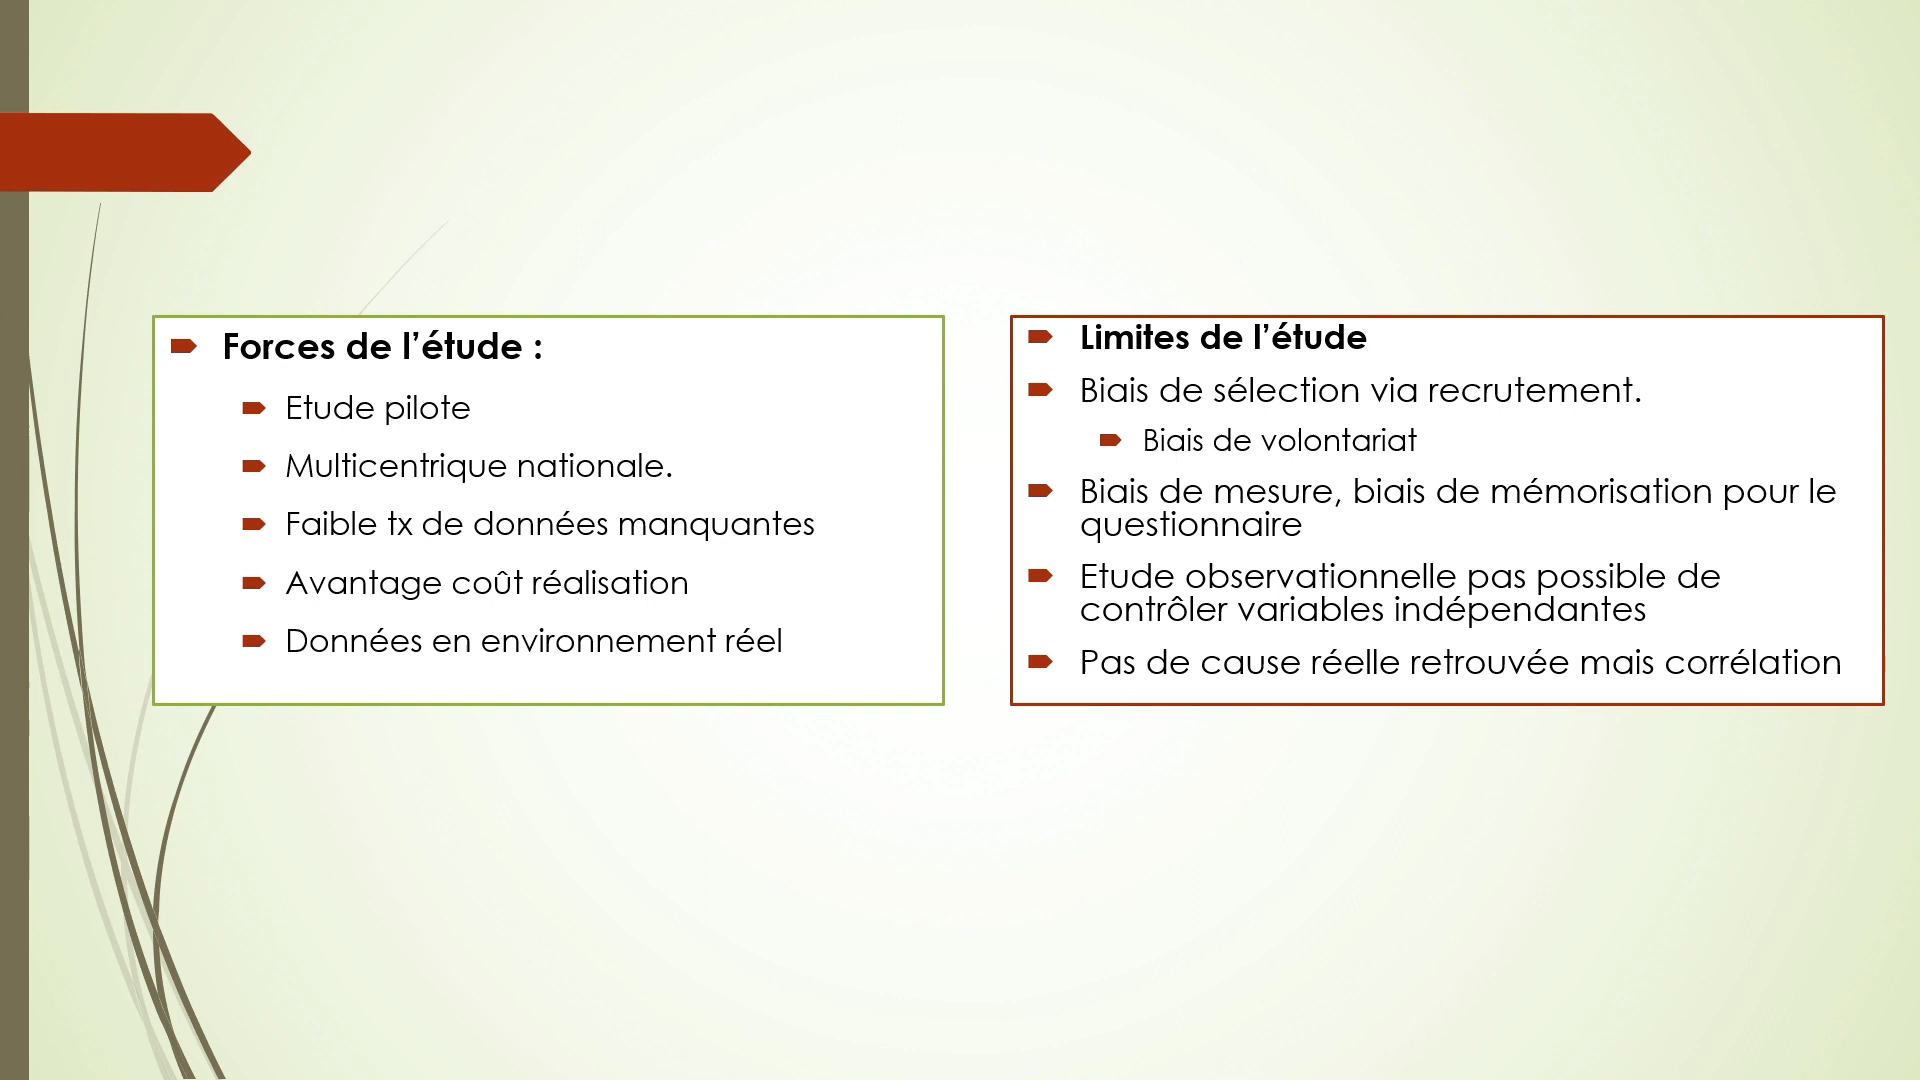 Forces de l’étude :
Etude pilote
Multicentrique nationale.
Faible tx de données manquantes
Avantage coût réalisation
Données en environnement réel
Limites de l’étude
Biais de sélection via recrutement.
Biais de volontariat
Biais de mesure, biais de mémorisation pour le
questionnaire
Etude observationnelle pas possible de
contrôler variables indépendantes
Pas de cause réelle retrouvée mais corrélation